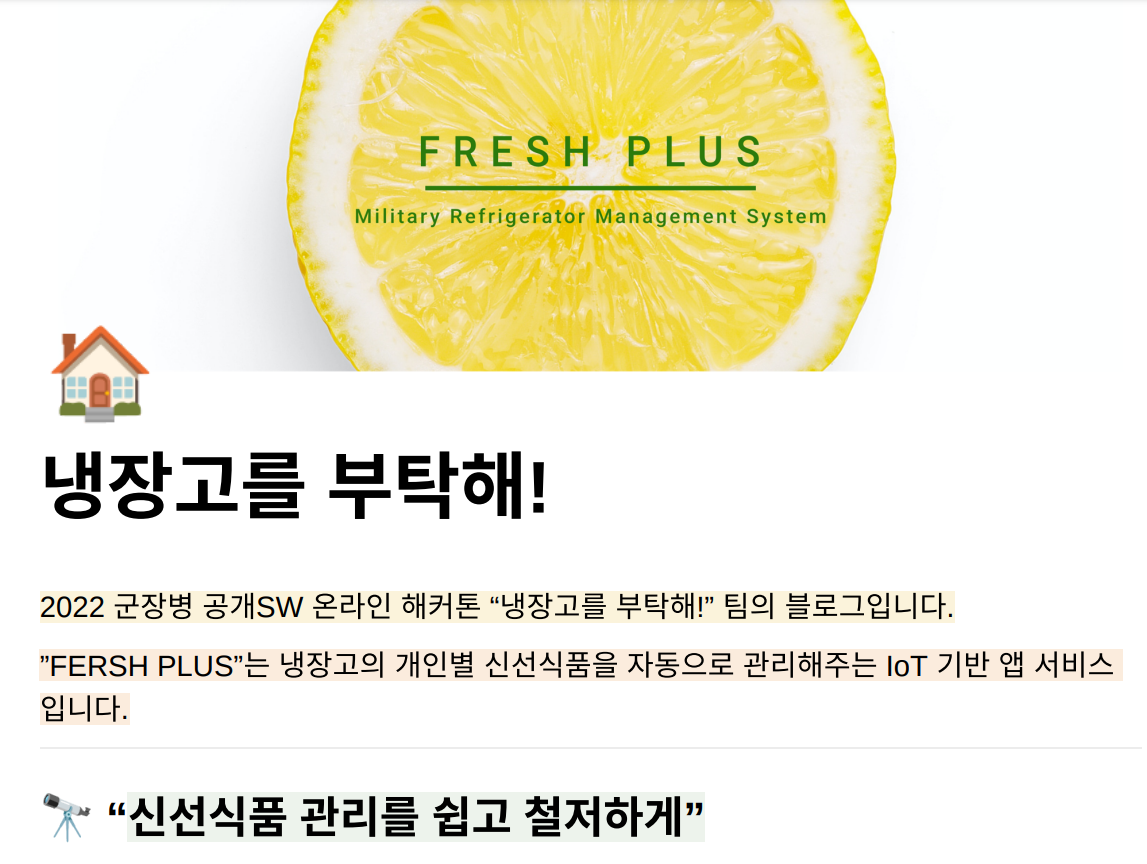 FRESH PLUS
Military Refrigerator Management System
냉장고를 부탁해!
2022 군장병 공개SW 온라인 해커톤 “냉장고를 부탁해!” 팀의 블로그입니다.
”FERSH PLUS”는 냉장고의 개인별 신선식품을 자동으로 관리해주는 IoT 기반 앱 서비스
입니다.
“신선식품 관리를 쉽고 철저하게”